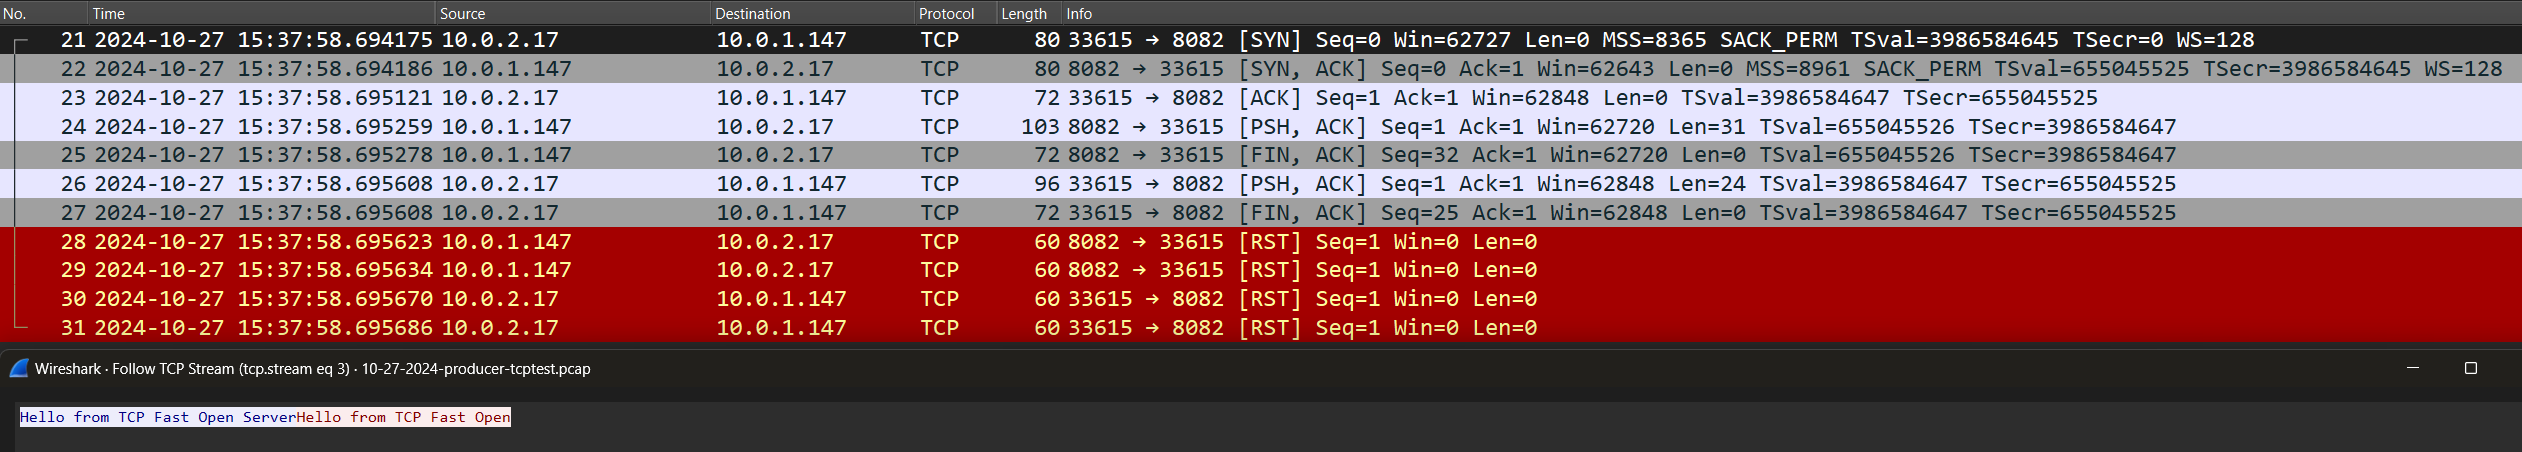 No. Time Source Destination Protocol Length Info
21 2024-10-27 15:37:58.694175 10.0.2.17 10.0.1.147 TCP 80 33615 → 8082 [SYN] Seq=0 Win=62727 Len=0 MSS=8365 SACK_PERM TSval=3986584645 TSecr=0 WS=128
22 2024-10-27 15:37:58.694186 10.0.1.147 10.0.2.17 TCP 80 8082 → 33615 [SYN, ACK] Seq=0 Ack=1 Win=62643 Len=0 MSS=8961 SACK_PERM TSval=655045525 TSecr=3986584645 WS=128
23 2024-10-27 15:37:58.695121 10.0.2.17 10.0.1.147 TCP 72 33615 → 8082 [ACK] Seq=1 Ack=1 Win=62848 Len=0 TSval=3986584647 TSecr=655045525
24 2024-10-27 15:37:58.695259 10.0.1.147 10.0.2.17 TCP 103 8082 → 33615 [PSH, ACK] Seq=1 Ack=1 Win=62720 Len=31 TSval=655045526 TSecr=3986584647
25 2024-10-27 15:37:58.695278 10.0.1.147 10.0.2.17 TCP 72 8082 → 33615 [FIN, ACK] Seq=32 Ack=1 Win=62720 Len=0 TSval=655045526 TSecr=3986584647
26 2024-10-27 15:37:58.695608 10.0.2.17 10.0.1.147 TCP 96 33615 → 8082 [PSH, ACK] Seq=1 Ack=1 Win=62848 Len=24 TSval=3986584647 TSecr=655045525
27 2024-10-27 15:37:58.695608 10.0.2.17 10.0.1.147 TCP 72 33615 → 8082 [FIN, ACK] Seq=25 Ack=1 Win=62848 Len=0 TSval=3986584647 TSecr=655045525
28 2024-10-27 15:37:58.695623 10.0.1.147 10.0.2.17 TCP 60 8082 → 33615 [RST] Seq=1 Win=0 Len=0
29 2024-10-27 15:37:58.695634 10.0.1.147 10.0.2.17 TCP 60 8082 → 33615 [RST] Seq=1 Win=0 Len=0
30 2024-10-27 15:37:58.695670 10.0.2.17 10.0.1.147 TCP 60 33615 → 8082 [RST] Seq=1 Win=0 Len=0
31 2024-10-27 15:37:58.695686 10.0.2.17 10.0.1.147 TCP 60 33615 → 8082 [RST] Seq=1 Win=0 Len=0
Wireshark · Follow TCP Stream (tcp.stream eq 3) · 10-27-2024-producer-tcptest.pcap
Hello from TCP Fast Open ServerHello from TCP Fast Open